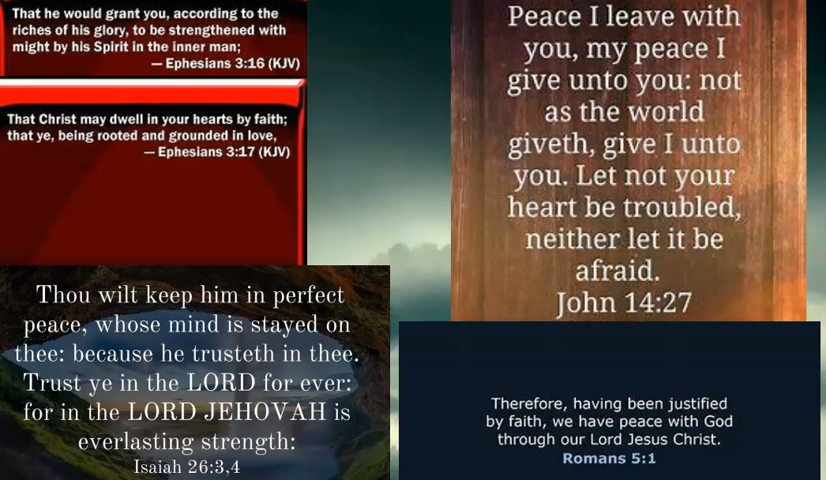 That he would grant you, according to the
riches of his glory, to be strengthened with
might by his Spirit in the inner man;
— Ephesians 3:16 (KJV)
That Christ may dwell in your hearts by faith;
that ye, being rooted and grounded in love,
— Ephesians 3:17 (KJV)
Peace I leave with
you, my peace I
give unto you: not
as the world
giveth, give I unto
you. Let not your
heart be troubled,
neither let it be
afraid.
John 14:27
Thou wilt keep him in perfect
peace, whose mind is stayed on
thee: because he trusteth in thee.
Trust ye in the LORD for ever:
for in the LORD JEHOVAH is
everlasting strength:
Isaiah 26:3,4
Therefore, having been justified
by faith, we have peace with God
through our Lord Jesus Christ.
Romans 5:1